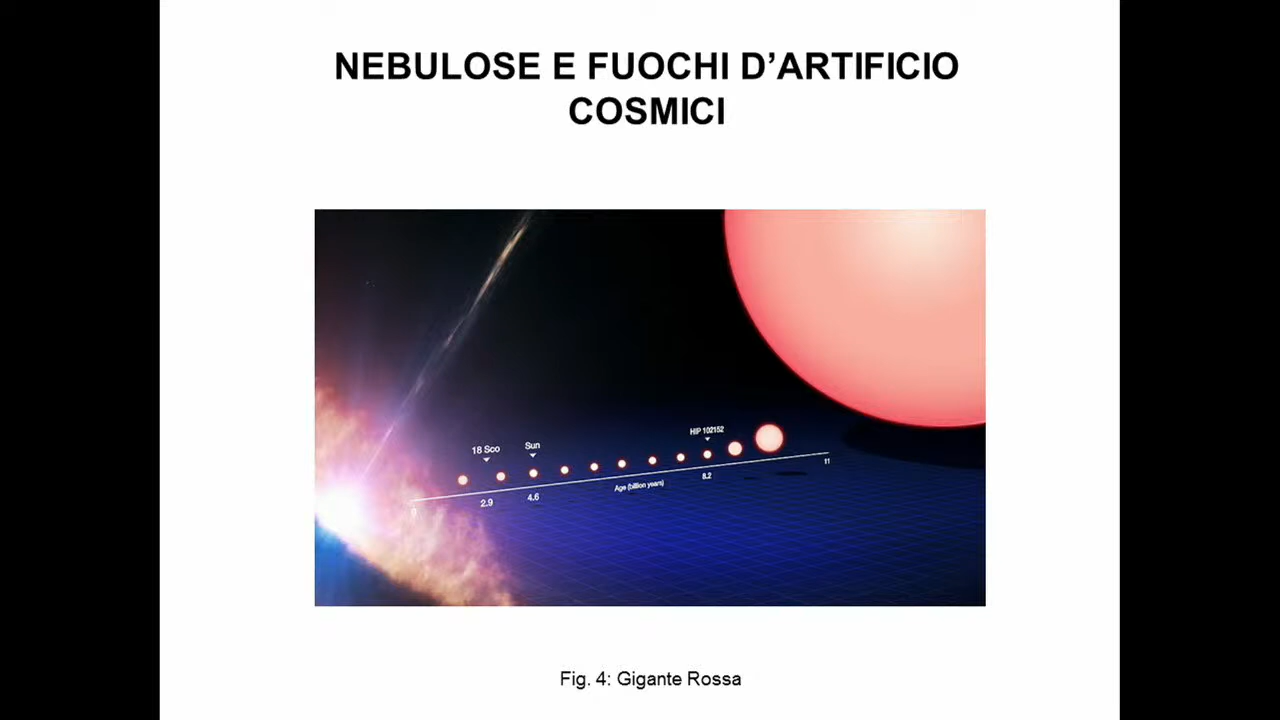 NEBULOSE E FUOCHI D'ARTIFICIO
COSMICI
18 Sco
Sun
HIP 102152
0
2.9
4.6
Age (billion years)
8.2
11
Fig. 4: Gigante Rossa